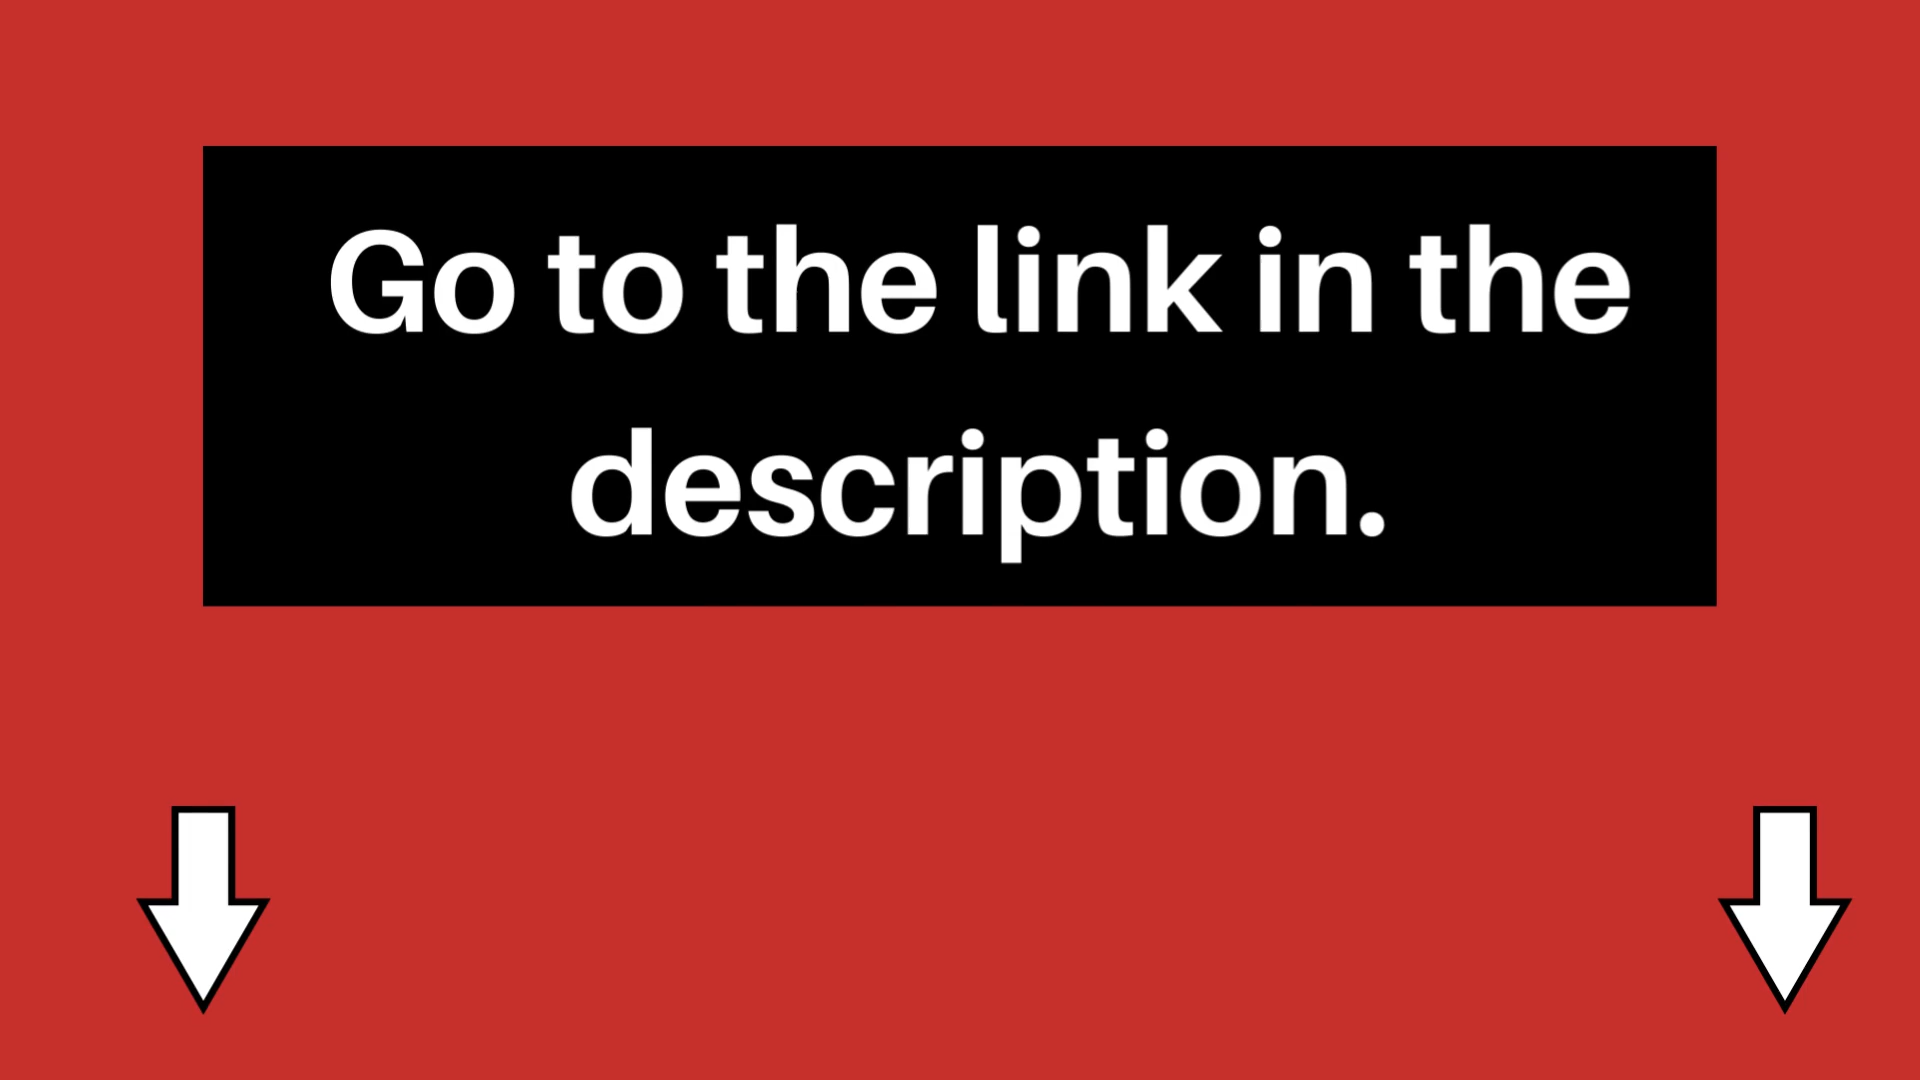 Go to the link in the
description.